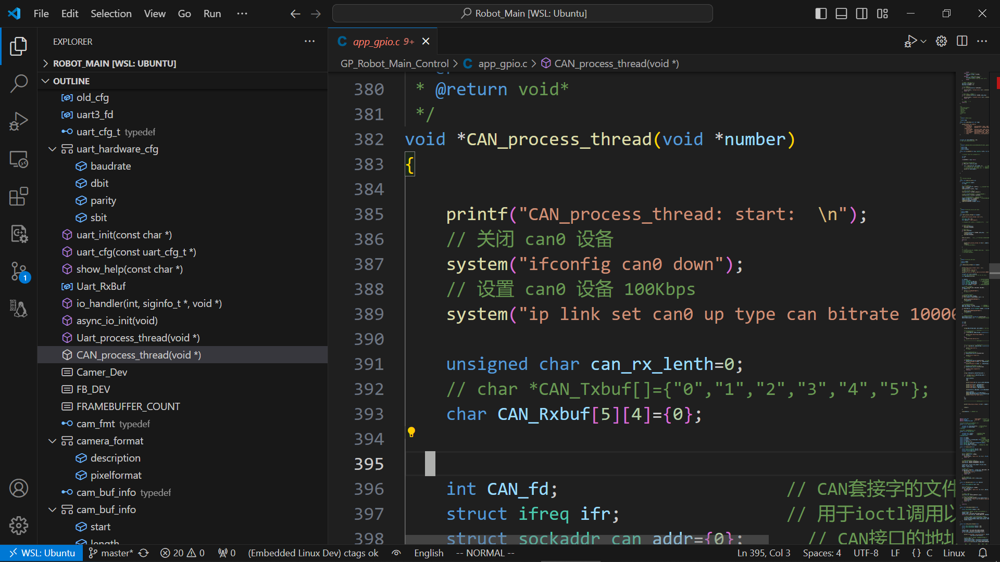 File Edit Selection View Go Run ···
Robot_Main [WSL: Ubuntu]
EXPLORER ···
ROBOT_MAIN [WSL: UBUNTU]
OUTLINE
old_cfg
uart3_fd
uart_cfg_t typedef
uart_hardware_cfg
baudrate
dbit
parity
sbit
uart_init(const char *)
uart_cfg(const uart_cfg_t *)
show_help(const char *)
Uart_RxBuf
io_handler(int, siginfo_t *, void *)
async_io_init(void)
Uart_process_thread(void *)
CAN_process_thread(void *)
Camer_Dev
FB_DEV
FRAMEBUFFER_COUNT
cam_fmt typedef
camera_format
description
pixelformat
cam_buf_info typedef
cam_buf_info
start
length
1
C app_gpio.c 9+
GP_Robot_Main_Control > C app_gpio.c > CAN_process_thread(void *)
380 * @return void*
381 */
382 void *CAN_process_thread(void *number)
383 {
384
385 printf("CAN_process_thread: start:  \n");
386 // 关闭 can0 设备
387 system("ifconfig can0 down");
388 // 设置 can0 设备 100Kbps
389 system("ip link set can0 up type can bitrate 10000
390
391 unsigned char can_rx_lenth=0;
392 // char *CAN_Txbuf[]={"0","1","2","3","4","5"};
393 char CAN_Rxbuf[5][4]={0};
394
395
396 int CAN_fd; // CAN套接字的文件
397 struct ifreq ifr; // 用于ioctl调用以
398 struct sockaddr_can addr={0}; // CAN接口的地址
WSL: Ubuntu master* 20 0 0 (Embedded Linux Dev) ctags ok English -- NORMAL -- Ln 395, Col 3 Spaces: 4 UTF-8 LF {} C Linux